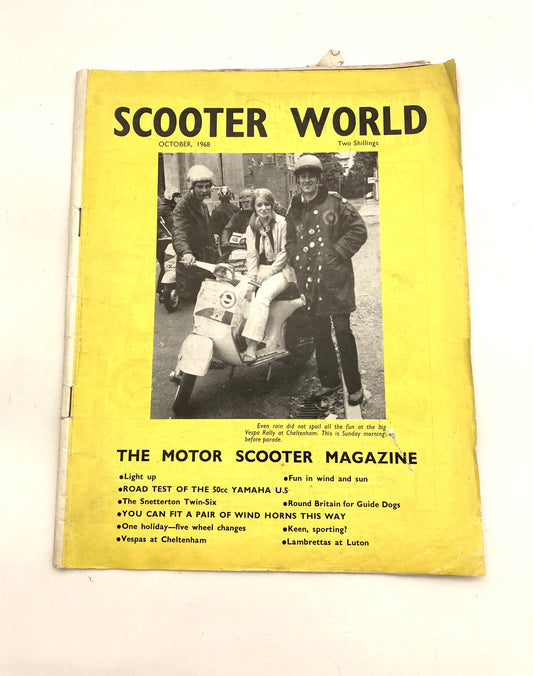 SCOOTER WORLD
OCTOBER, 1968 Two Shillings
Even rain did not spoil all the fun at the big
Vespa Rally at Cheltenham. This is Sunday morning,
before parade.
THE MOTOR SCOOTER MAGAZINE
●Light up ●Fun in wind and sun
●ROAD TEST OF THE 50cc YAMAHA U.5
●The Snetterton Twin-Six ●Round Britain for Guide Dogs
●YOU CAN FIT A PAIR OF WIND HORNS THIS WAY
●One holiday—five wheel changes ●Keen, sporting?
●Vespas at Cheltenham ●Lambrettas at Luton